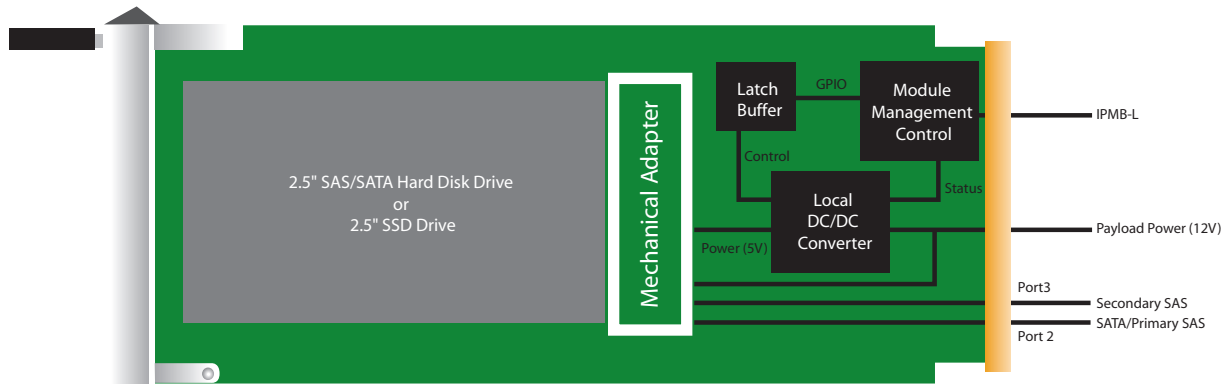 2.5" SAS/SATA Hard Disk Drive
or
2.5" SSD Drive
Mechanical Adapter
Latch
Buffer
GPIO
Module
Management
Control
IPMB-L
Control
Status
Local
DC/DC
Converter
Power (5V)
Payload Power (12V)
Port3
Secondary SAS
SATA/Primary SAS
Port 2